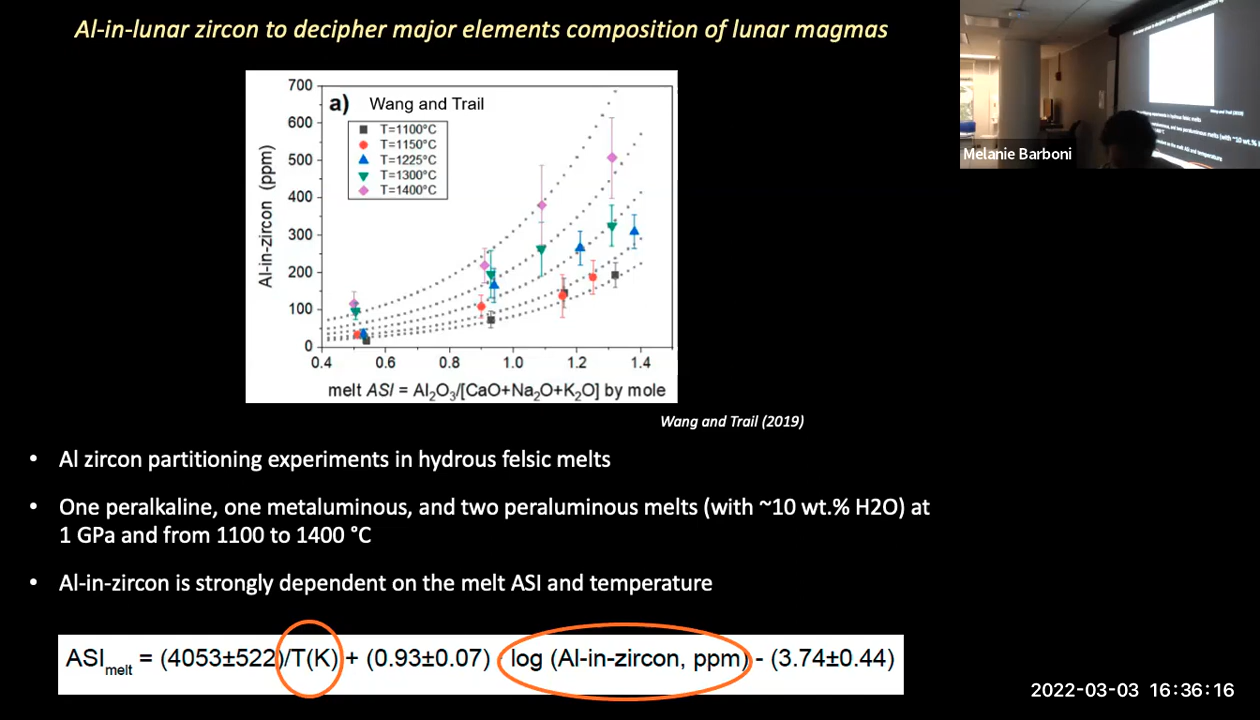 Al-in-lunar zircon to decipher major elements composition of lunar magmas
a) Wang and Trail
T=1100°C
T=1150°C
T=1225°C
T=1300°C
T=1400°C
Al-in-zircon (ppm)
700
600
500
400
300
200
100
0
0.4 0.6 0.8 1.0 1.2 1.4
melt ASI = Al₂O₃/[CaO+Na₂O+K₂O] by mole
Wang and Trail (2019)
• Al zircon partitioning experiments in hydrous felsic melts
• One peralkaline, one metaluminous, and two peraluminous melts (with ~10 wt.% H2O) at
1 GPa and from 1100 to 1400 °C
• Al-in-zircon is strongly dependent on the melt ASI and temperature
ASImelt = (4053±522)/T(K) + (0.93±0.07) log (Al-in-zircon, ppm) - (3.74±0.44)
Melanie Barboni
2022-03-03 16:36:16